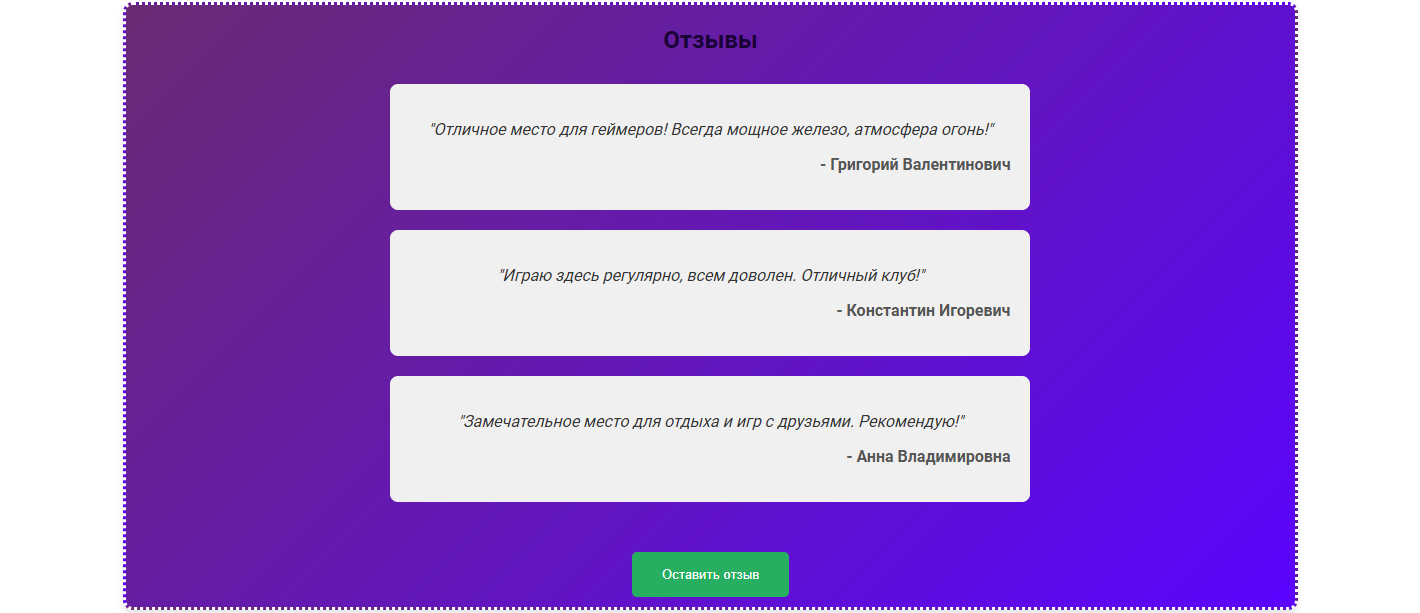 Отзывы
"Отличное место для геймеров! Всегда мощное железо, атмосфера огонь!"
- Григорий Валентинович
"Играю здесь регулярно, всем доволен. Отличный клуб!"
- Константин Игоревич
"Замечательное место для отдыха и игр с друзьями. Рекомендую!"
- Анна Владимировна
Оставить отзыв